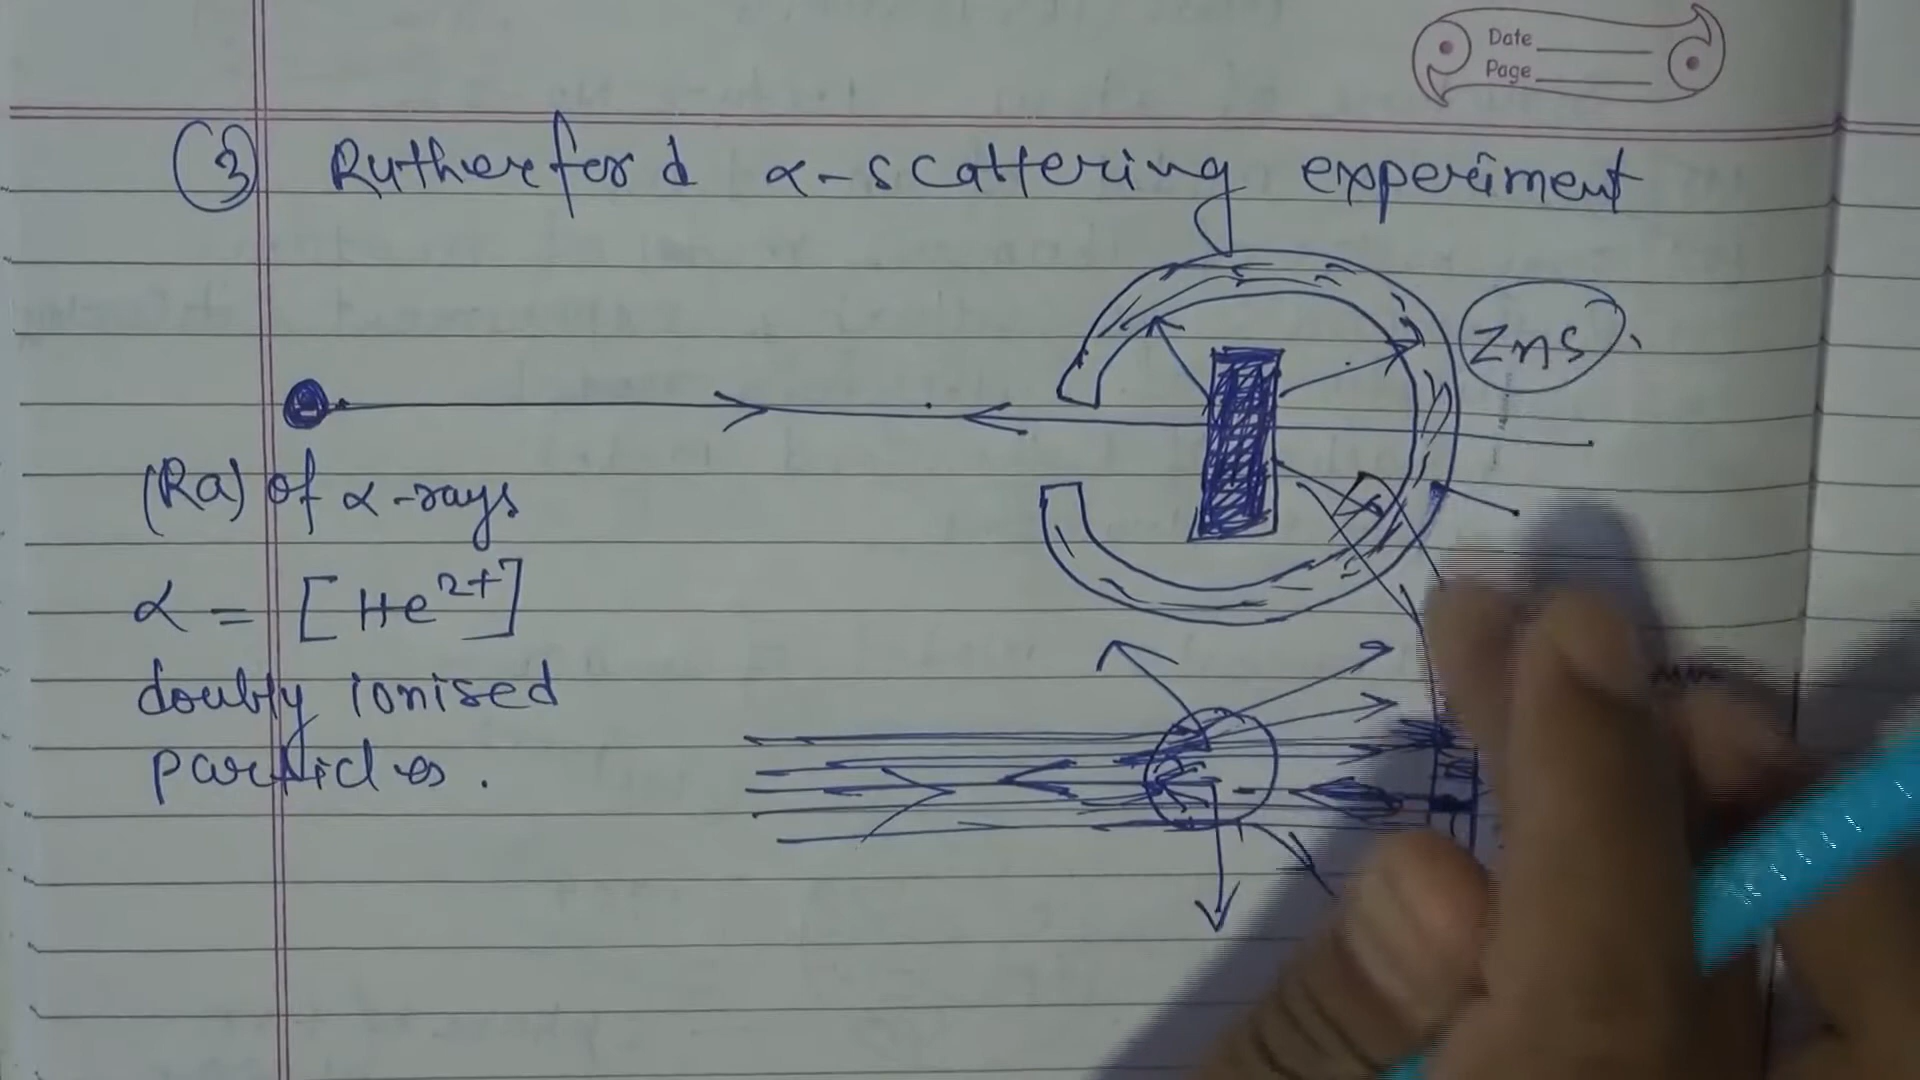 Date
Page
(3) Rutherford α-scattering experiment
ZnS
(Ra) of α-rays
α = [He²⁺]
doubly ionised
particles.